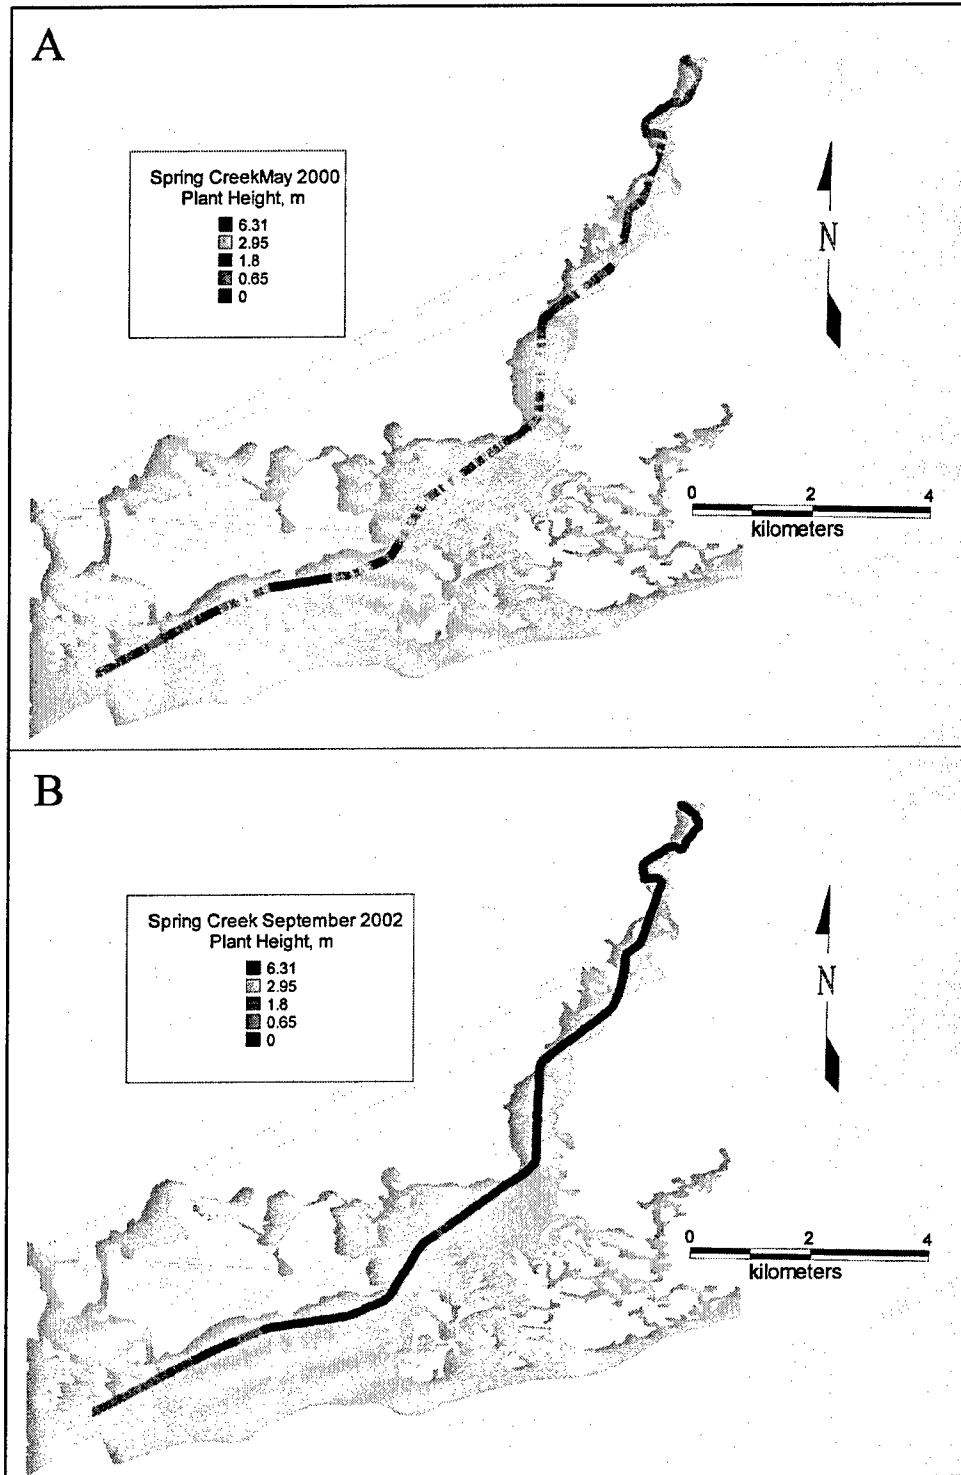 A
Spring CreekMay 2000
Plant Height, m
6.31
2.95
1.8
0.65
0
N
0 2 4
kilometers
B
Spring Creek September 2002
Plant Height, m
6.31
2.95
1.8
0.65
0
N
0 2 4
kilometers